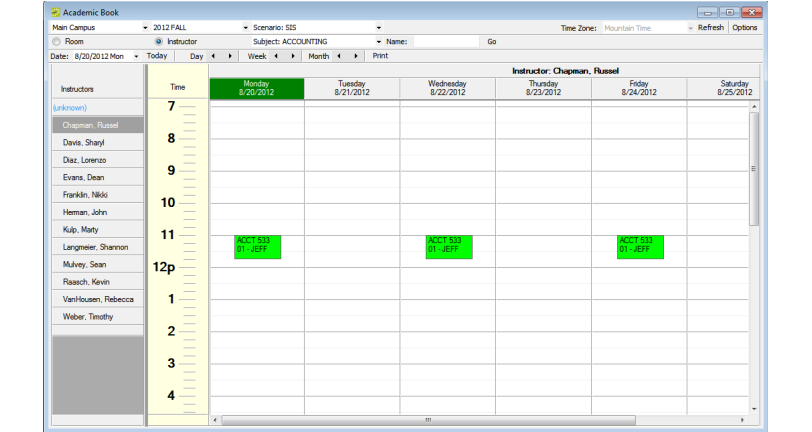 Academic Book
Main Campus 2012 FALL Scenario: SIS Time Zone: Mountain Time Refresh Options
Room Instructor Subject: ACCOUNTING Name: Go
Date: 8/20/2012 Mon Today Day Week Month Print
Instructor: Chapman, Russel
Instructors Time Monday Tuesday Wednesday Thursday Friday Saturday
8/20/2012 8/21/2012 8/22/2012 8/23/2012 8/24/2012 8/25/2012
(unknown) 7
Chapman, Russel
Davis, Sharyl 8
Diaz, Lorenzo
Evans, Dean 9
Franklin, Nikki
10
Herman, John
Kulp, Marty 11
ACCT 533 ACCT 533 ACCT 533
01 - JEFF 01 - JEFF 01 - JEFF
Langmeier, Shannon
Mulvey, Sean 12p
Raasch, Kevin
VanHousen, Rebecca 1
Weber, Timothy
2
3
4